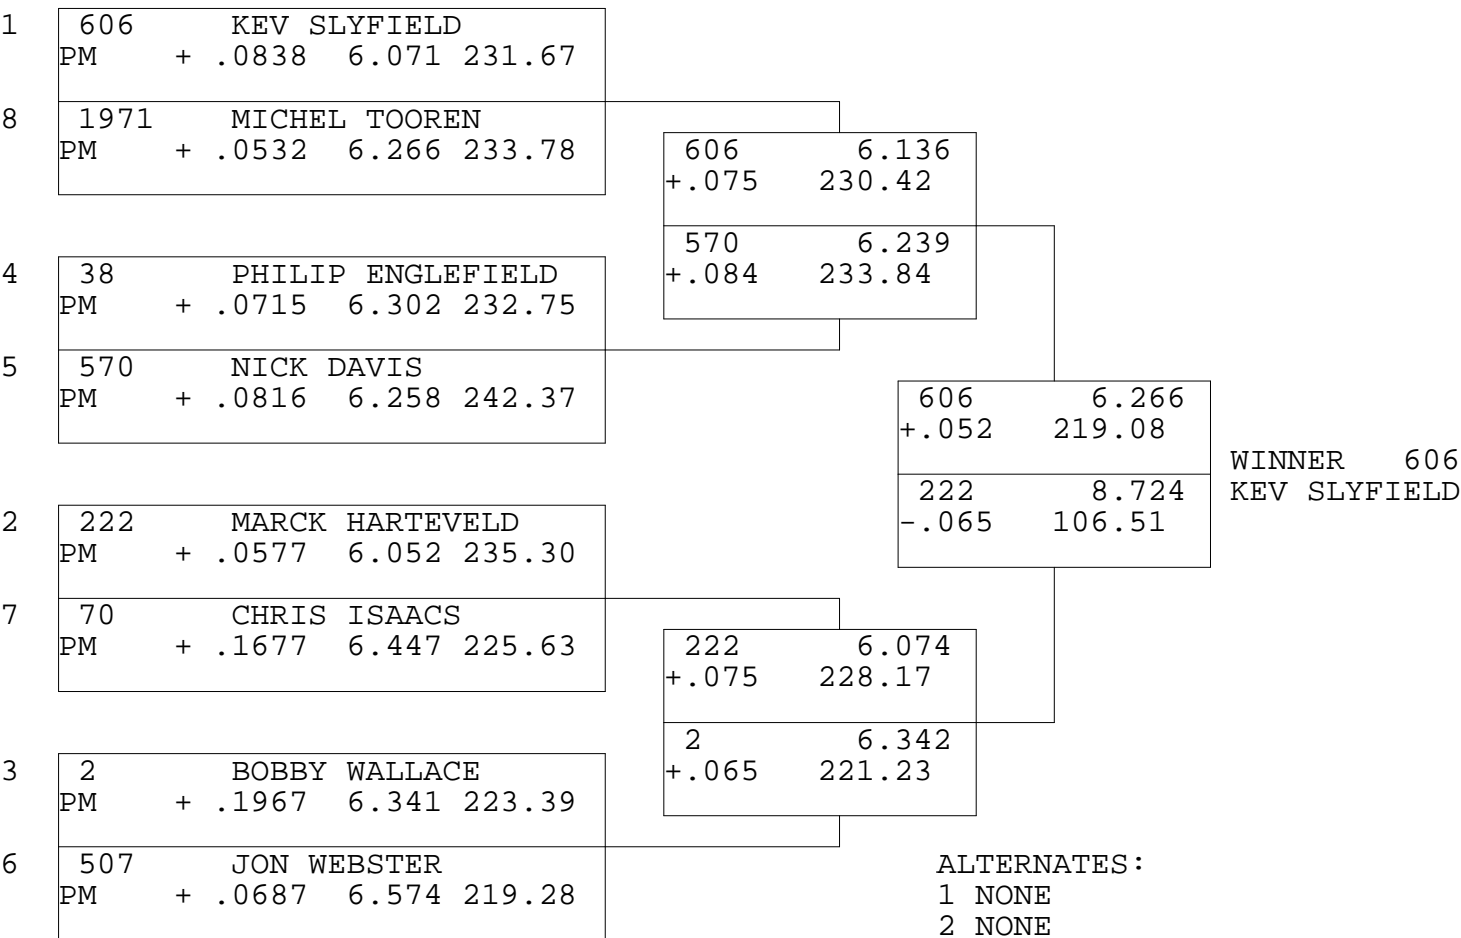 1 606 KEV SLYFIELD
PM + .0838 6.071 231.67
8 1971 MICHEL TOOREN
PM + .0532 6.266 233.78
606 6.136
+.075 230.42
570 6.239
+.084 233.84
4 38 PHILIP ENGLEFIELD
PM + .0715 6.302 232.75
5 570 NICK DAVIS
PM + .0816 6.258 242.37
606 6.266
+.052 219.08
222 8.724
-.065 106.51
WINNER 606
KEV SLYFIELD
2 222 MARCK HARTEVELD
PM + .0577 6.052 235.30
7 70 CHRIS ISAACS
PM + .1677 6.447 225.63
222 6.074
+.075 228.17
2 6.342
+.065 221.23
3 2 BOBBY WALLACE
PM + .1967 6.341 223.39
6 507 JON WEBSTER
PM + .0687 6.574 219.28
ALTERNATES:
1 NONE
2 NONE